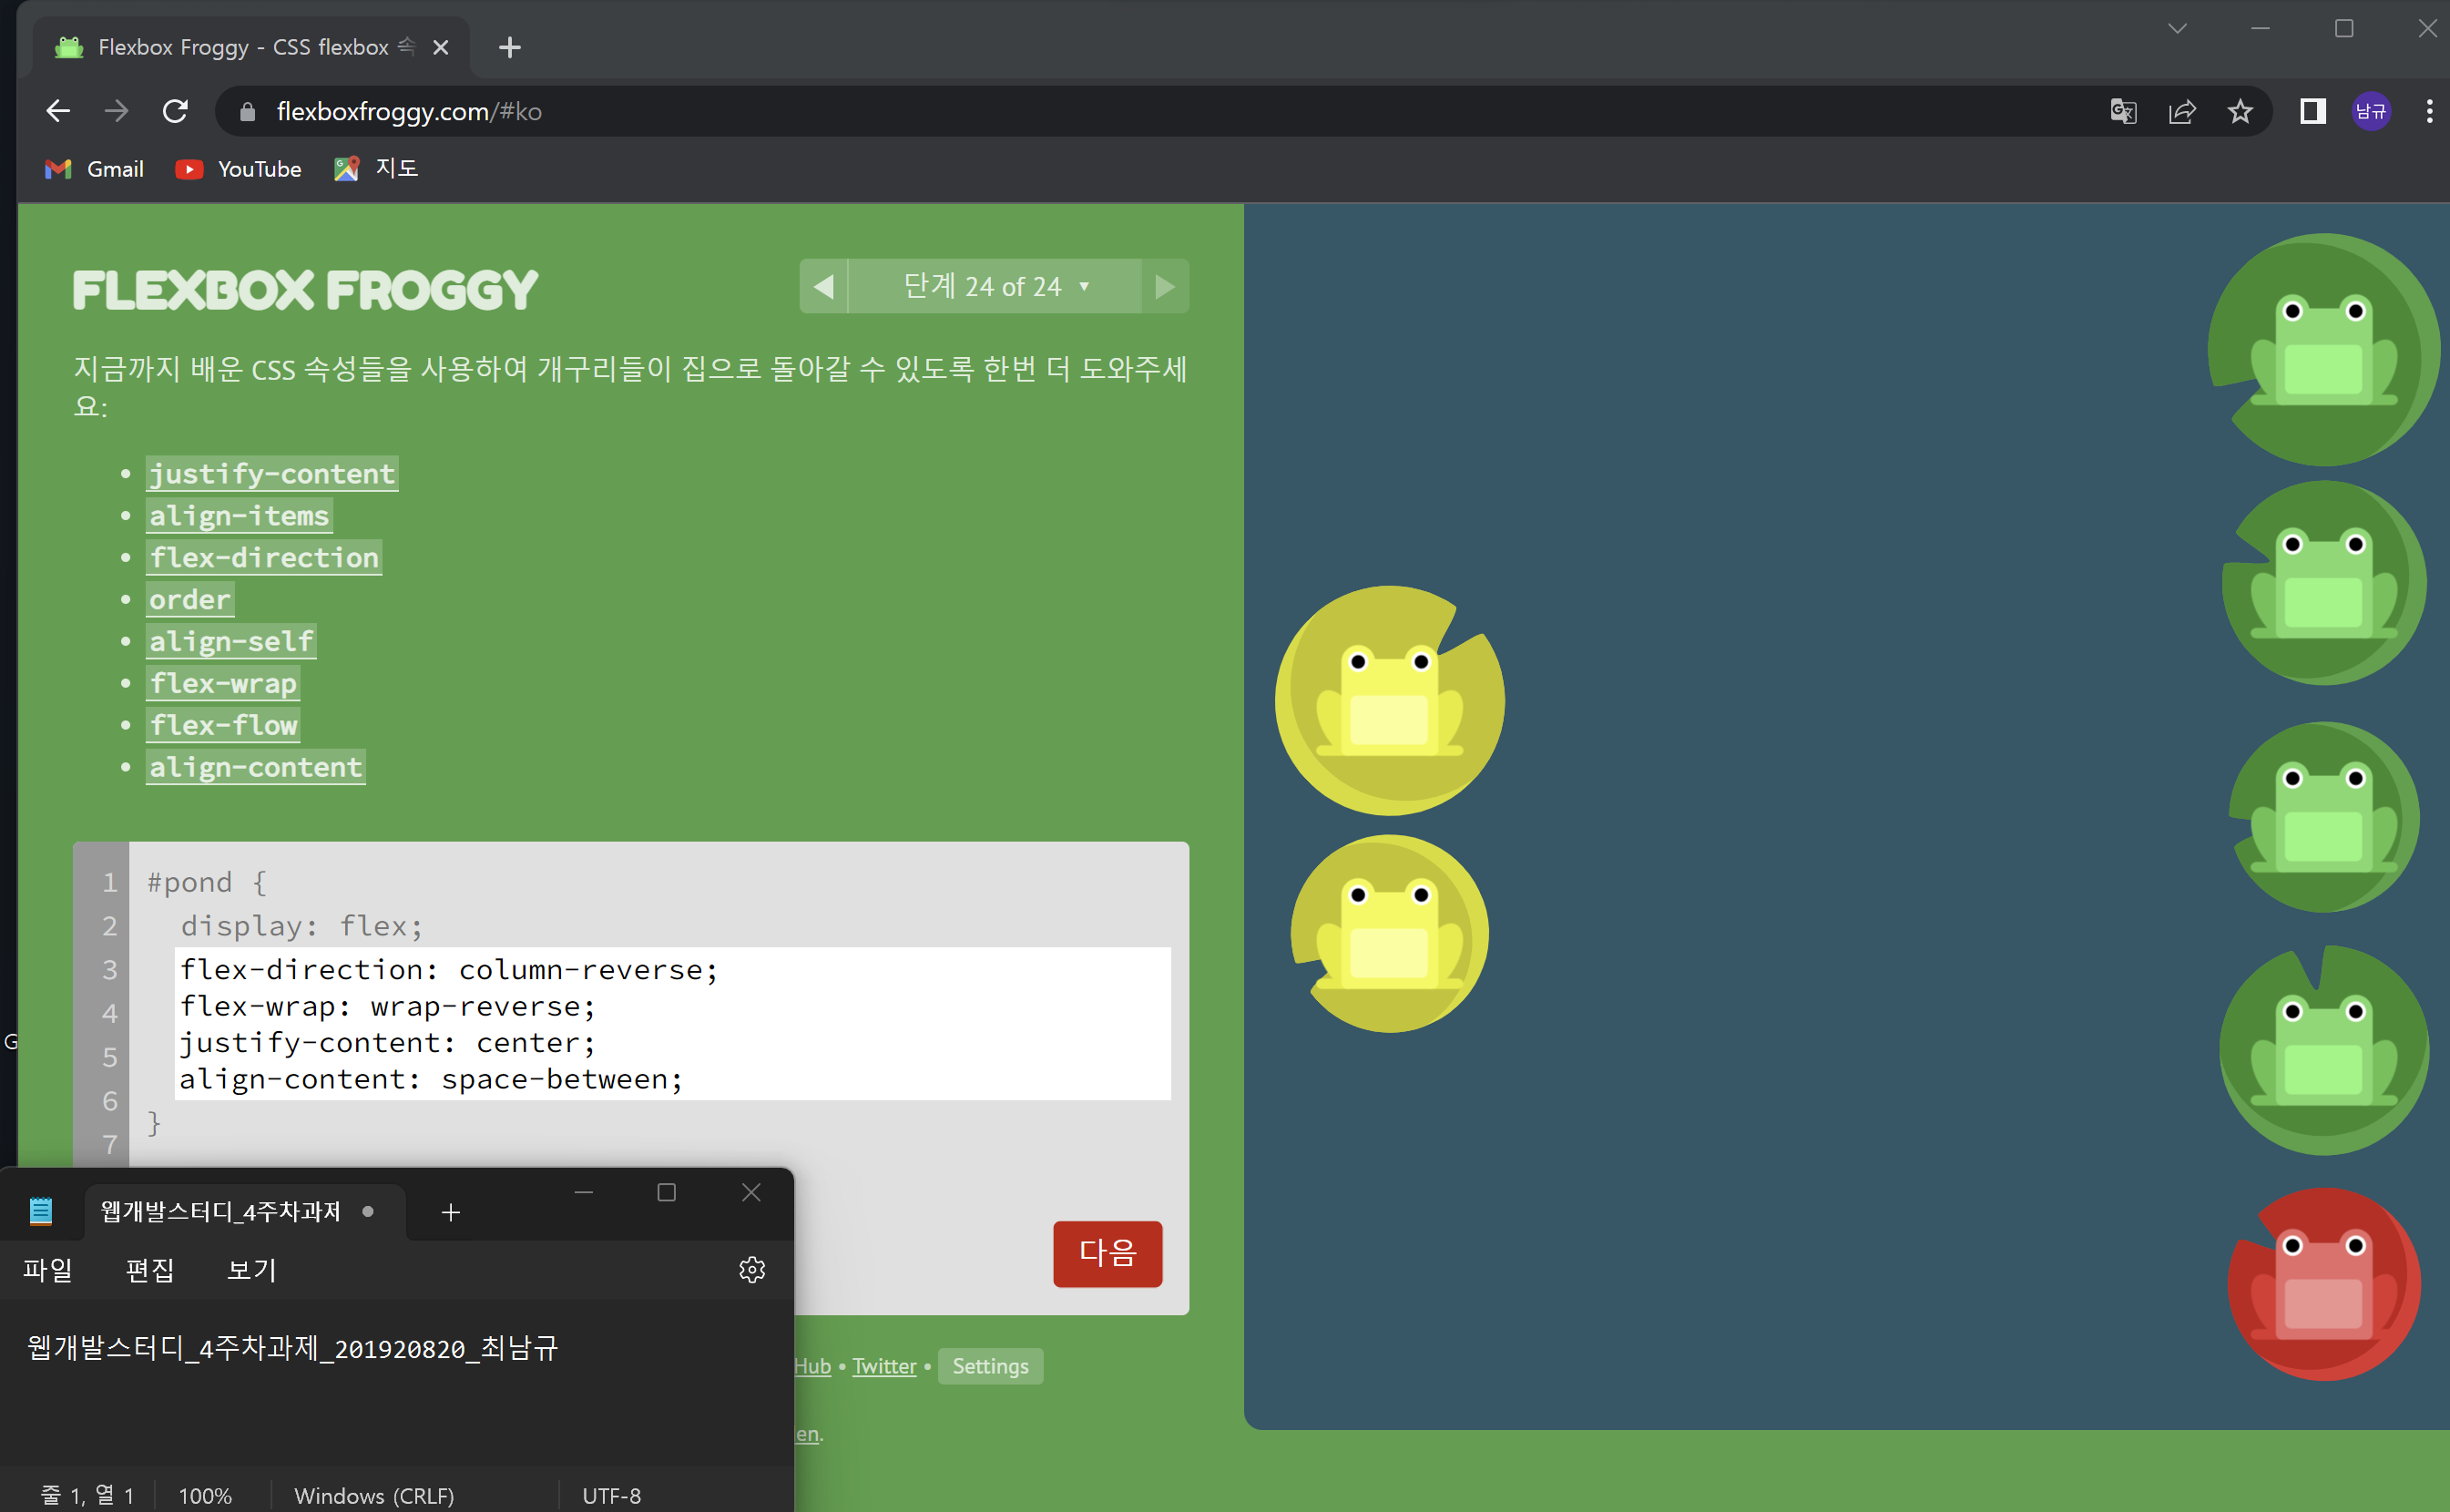 Flexbox Froggy - CSS flexbox 속
flexboxfroggy.com/#ko
남규
Gmail
YouTube
지도
FLEXBOX FROGGY
단계 24 of 24
지금까지 배운 CSS 속성들을 사용하여 개구리들이 집으로 돌아갈 수 있도록 한번 더 도와주세
요:
justify-content
align-items
flex-direction
order
align-self
flex-wrap
flex-flow
align-content
1 #pond {
2 display: flex;
3 flex-direction: column-reverse;
4 flex-wrap: wrap-reverse;
5 justify-content: center;
6 align-content: space-between;
7 }
G
다음
Hub • Twitter • Settings
en.
웹개발스터디_4주차과제
파일 편집 보기
웹개발스터디_4주차과제_201920820_최남규
줄 1, 열 1
100%
Windows (CRLF)
UTF-8